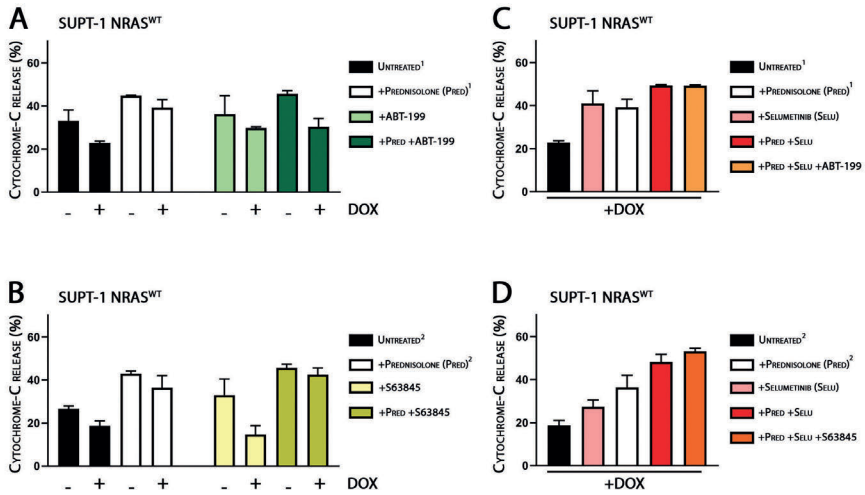 A
SUPT-1 NRASWT
CYTOCHROME-C RELEASE (%)
60
40
20
0
- + - + - + - + DOX
UNTREATED1
+PREDNISOLONE (PRED)1
+ABT-199
+PRED +ABT-199
C
SUPT-1 NRASWT
CYTOCHROME-C RELEASE (%)
60
40
20
0
+DOX
UNTREATED1
+PREDNISOLONE (PRED)1
+SELUMETINIB (SELU)
+PRED +SELU
+PRED +SELU +ABT-199
B
SUPT-1 NRASWT
CYTOCHROME-C RELEASE (%)
60
40
20
0
- + - + - + - + DOX
UNTREATED2
+PREDNISOLONE (PRED)2
+S63845
+PRED +S63845
D
SUPT-1 NRASWT
CYTOCHROME-C RELEASE (%)
60
40
20
0
+DOX
UNTREATED2
+PREDNISOLONE (PRED)2
+SELUMETINIB (SELU)
+PRED +SELU
+PRED +SELU +S63845